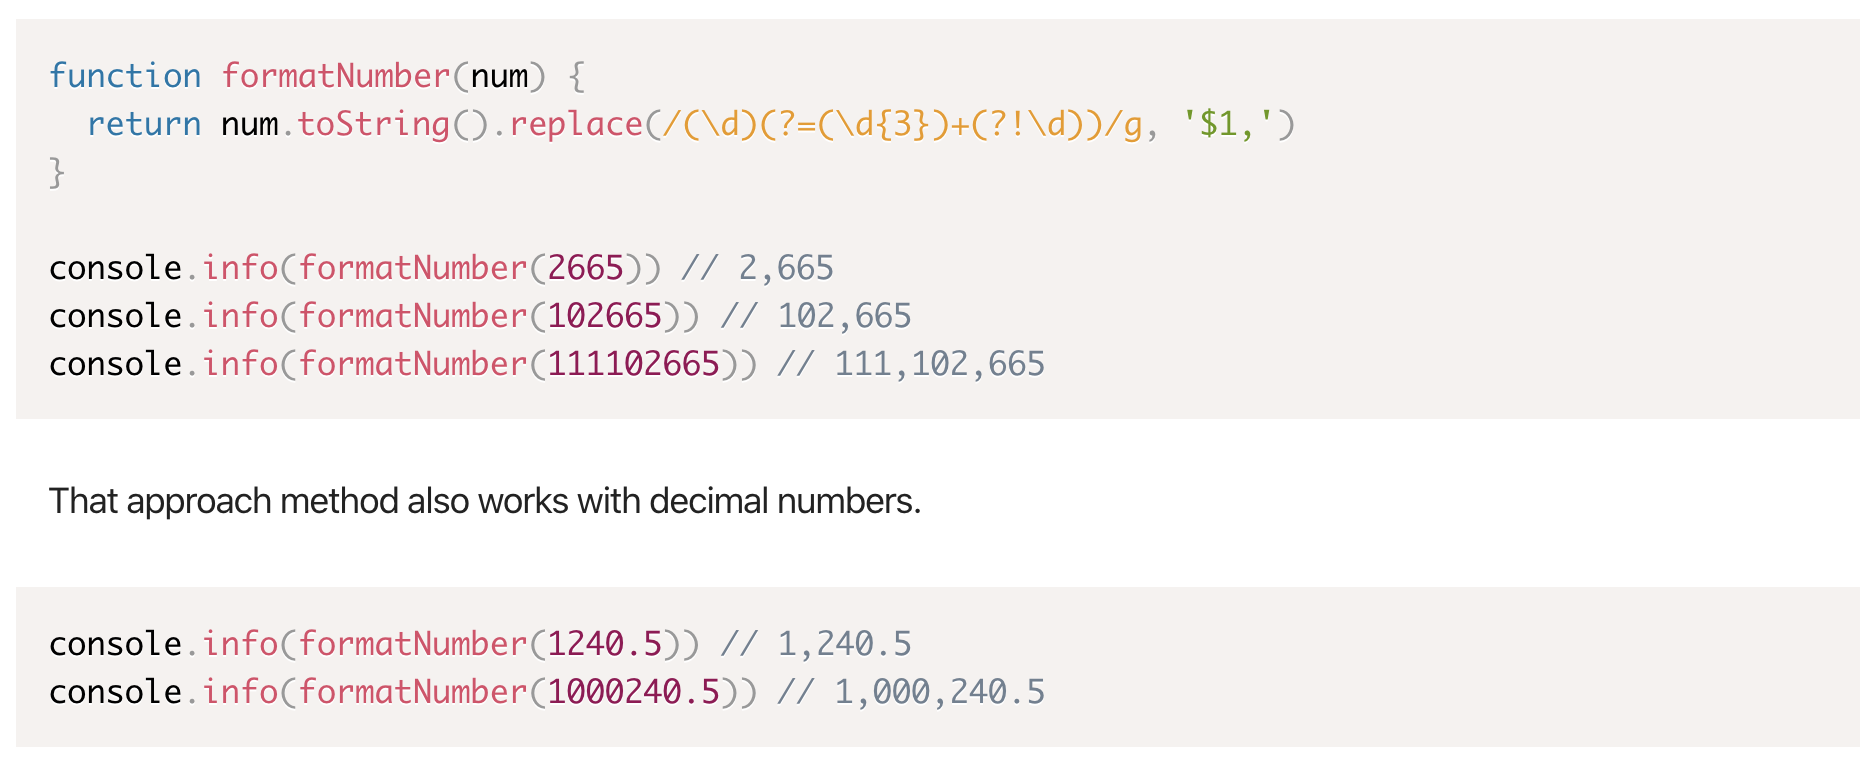 function formatNumber(num) {
  return num.toString().replace(/(\d)(?=(\d{3})+(?!\d))/g, '$1,')
}
console.info(formatNumber(2665)) // 2,665
console.info(formatNumber(102665)) // 102,665
console.info(formatNumber(111102665)) // 111,102,665
That approach method also works with decimal numbers.
console.info(formatNumber(1240.5)) // 1,240.5
console.info(formatNumber(1000240.5)) // 1,000,240.5